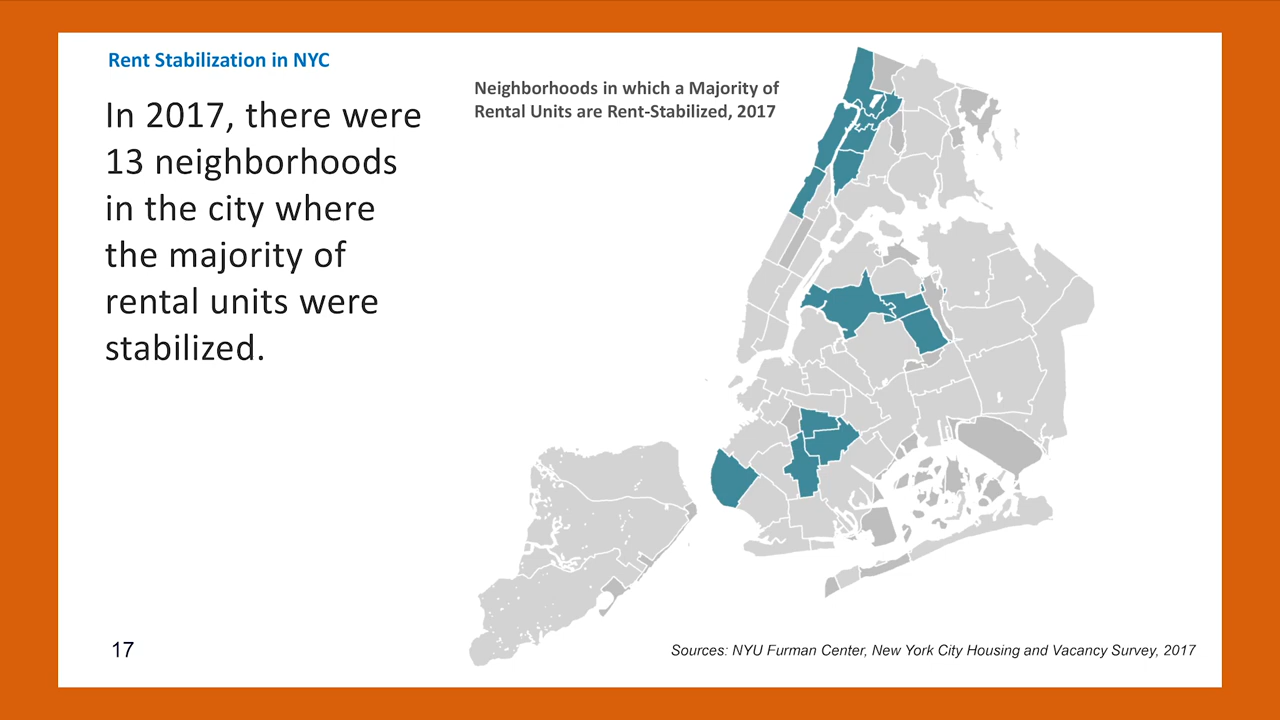 Rent Stabilization in NYC
In 2017, there were
13 neighborhoods
in the city where
the majority of
rental units were
stabilized.
Neighborhoods in which a Majority of
Rental Units are Rent-Stabilized, 2017
17
Sources: NYU Furman Center, New York City Housing and Vacancy Survey, 2017